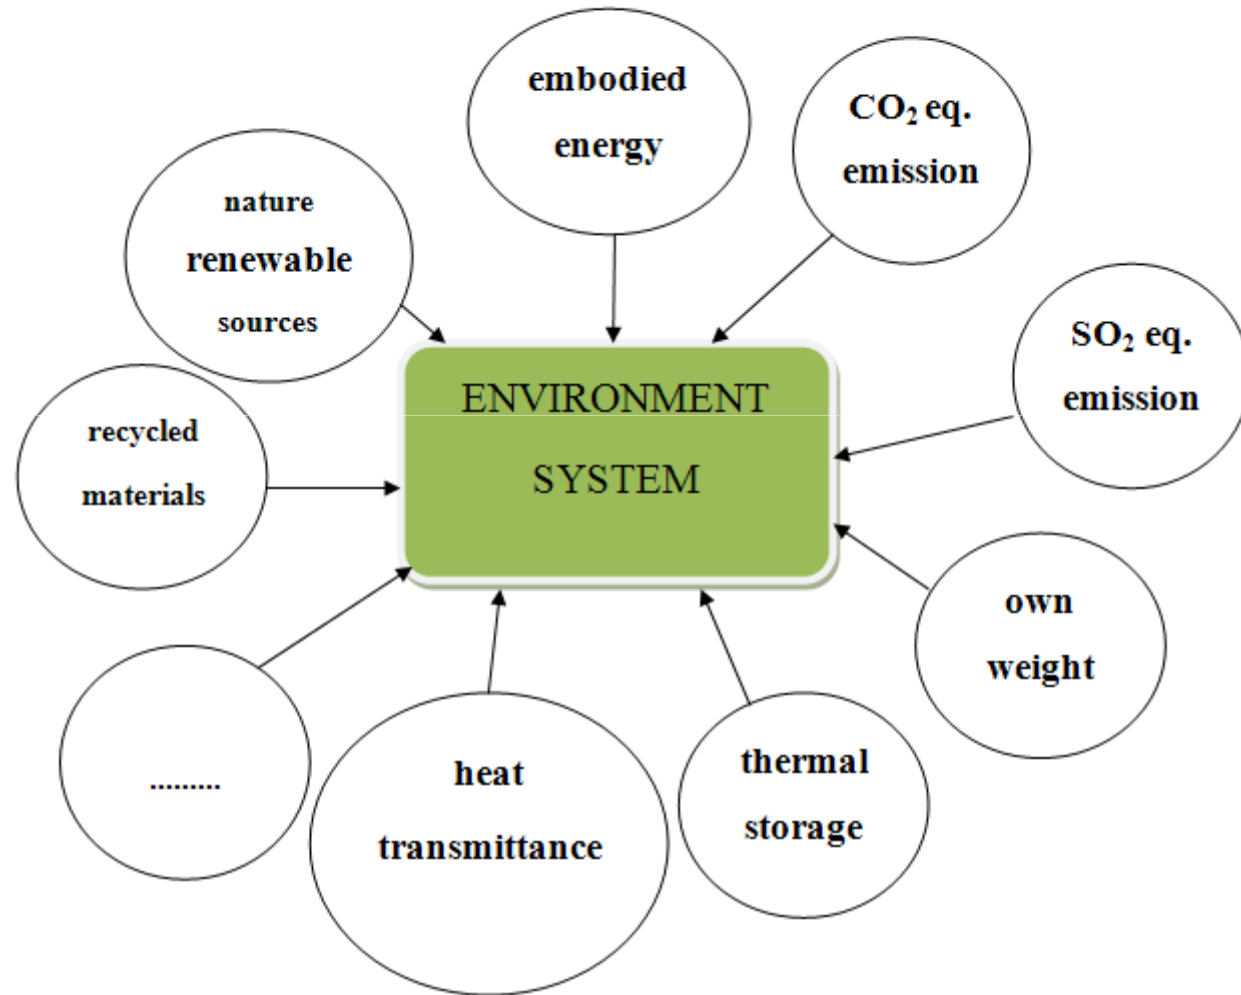 embodied
energy
CO₂ eq.
emission
nature
renewable
sources
SO₂ eq.
emission
ENVIRONMENT
SYSTEM
recycled
materials
own
weight
.........
heat
transmittance
thermal
storage